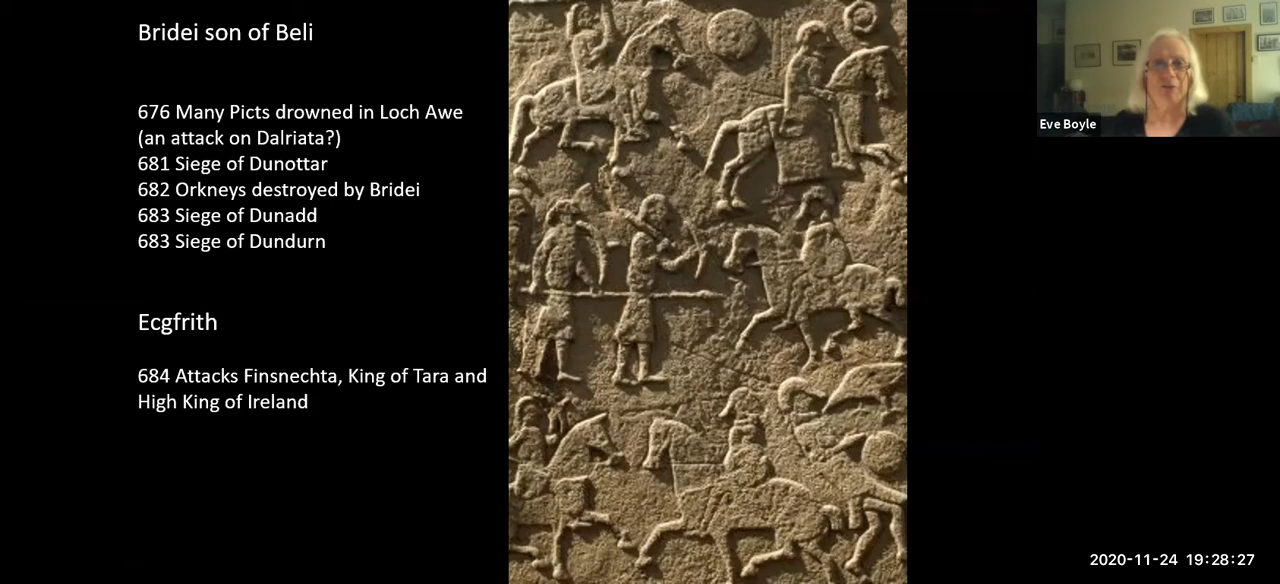 Bridei son of Beli
676 Many Picts drowned in Loch Awe
(an attack on Dalriata?)
681 Siege of Dunottar
682 Orkneys destroyed by Bridei
683 Siege of Dunadd
683 Siege of Dundurn
Ecgfrith
684 Attacks Finsnechta, King of Tara and
High King of Ireland
Eve Boyle
2020-11-24 19:28:27